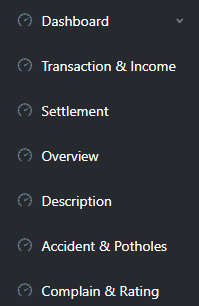 Dashboard
Transaction & Income
Settlement
Overview
Description
Accident & Potholes
Complain & Rating